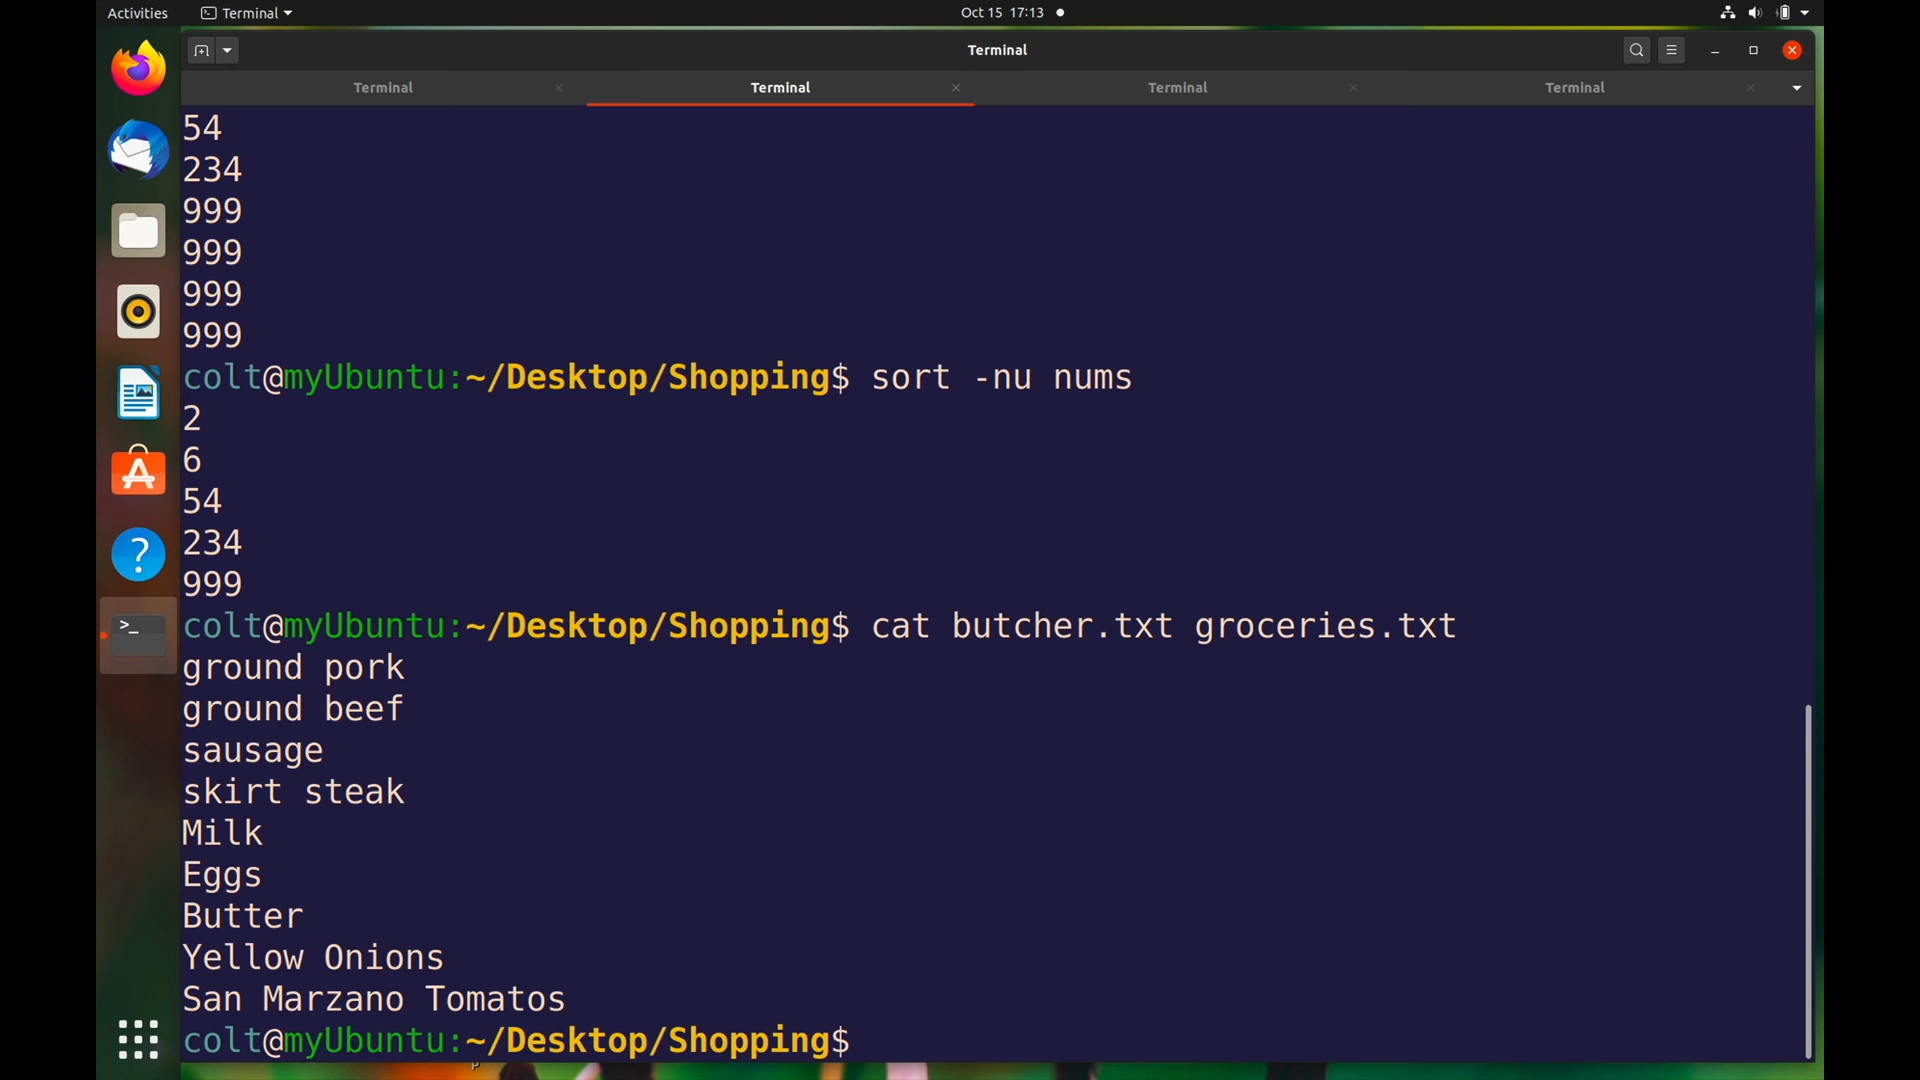 Activities Terminal Oct 15 17:13
Terminal
Terminal Terminal Terminal Terminal
54
234
999
999
999
999
colt@myUbuntu:~/Desktop/Shopping$ sort -nu nums
2
6
54
234
999
colt@myUbuntu:~/Desktop/Shopping$ cat butcher.txt groceries.txt
ground pork
ground beef
sausage
skirt steak
Milk
Eggs
Butter
Yellow Onions
San Marzano Tomatos
colt@myUbuntu:~/Desktop/Shopping$